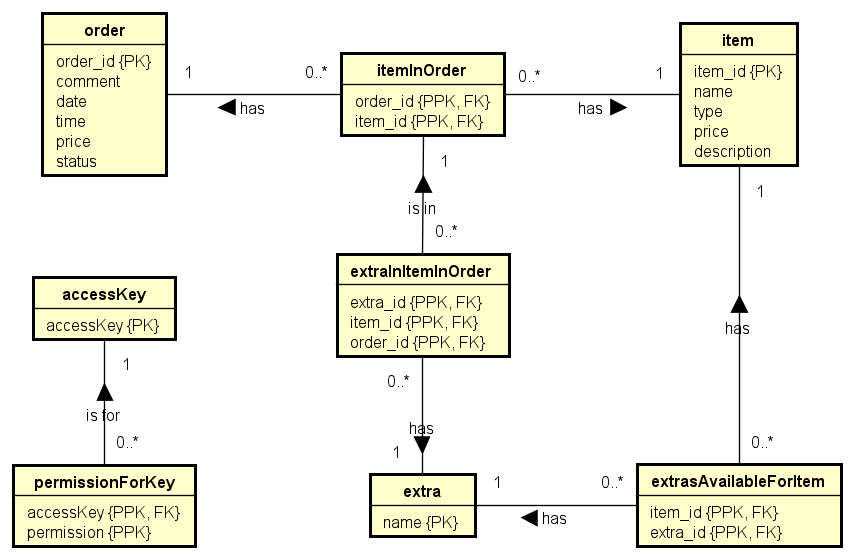 order
order_id {PK}
comment
date
time
price
status
1
0..*
has
itemInOrder
order_id {PPK, FK}
item_id {PPK, FK}
0..*
1
has
item
item_id {PK}
name
type
price
description
1
is in
0..*
1
has
0..*
extraInItemInOrder
extra_id {PPK, FK}
item_id {PPK, FK}
order_id {PPK, FK}
0..*
has
1
accessKey
accessKey {PK}
1
is for
0..*
permissionForKey
accessKey {PPK, FK}
permission {PPK}
extra
name {PK}
1
0..*
has
extrasAvailableForItem
item_id {PPK, FK}
extra_id {PPK, FK}